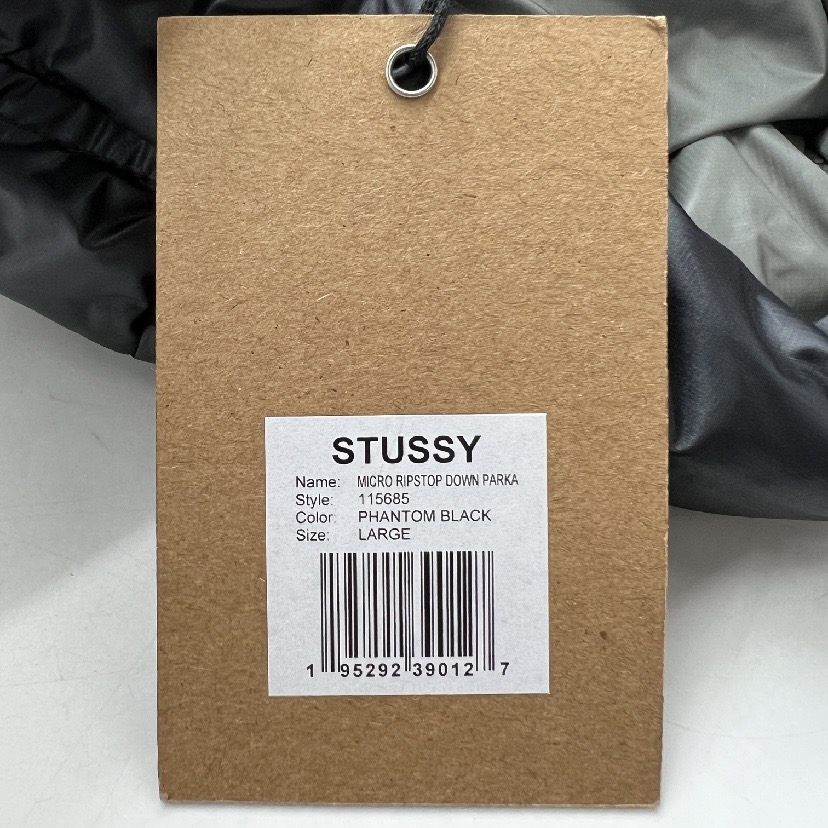 STUSSY
Name: MICRO RIPSTOP DOWN PARKA
Style: 115685
Color: PHANTOM BLACK
Size: LARGE
1 95292 39012 7